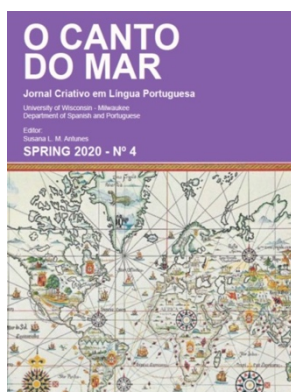 O CANTO
DO MAR
Jornal Criativo em Língua Portuguesa
University of Wisconsin - Milwaukee
Department of Spanish and Portuguese
Editor:
Susana L. M. Antunes
SPRING 2020 - Nº 4